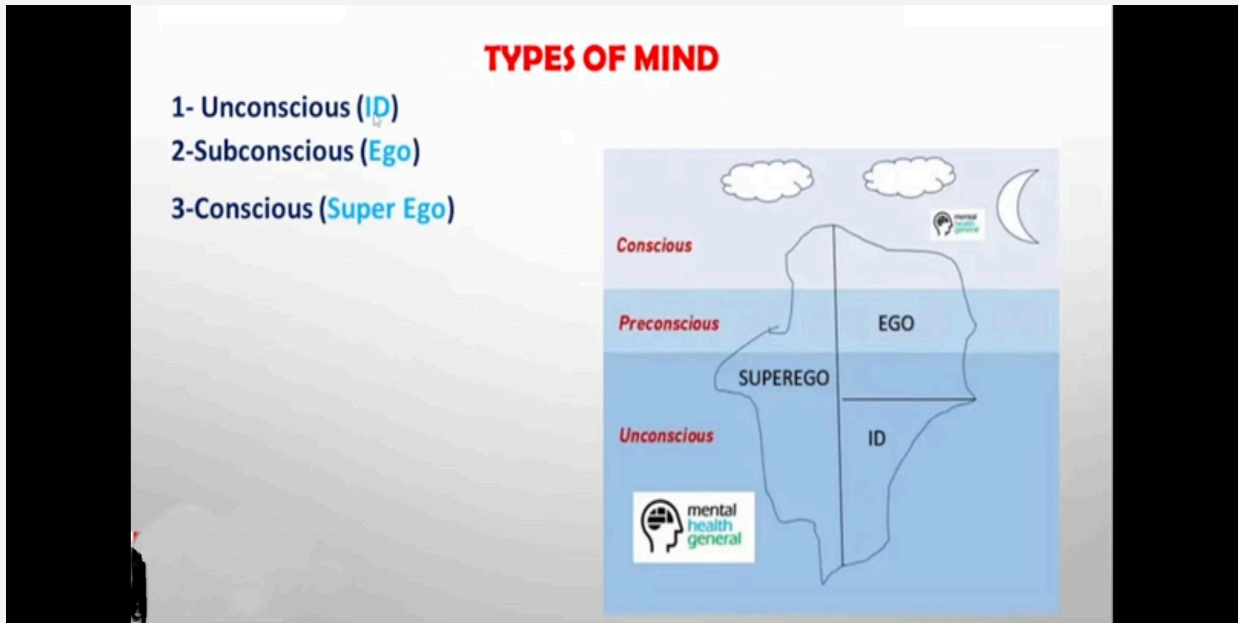 TYPES OF MIND
1- Unconscious (ID)
2-Subconscious (Ego)
3-Conscious (Super Ego)
mental
health
general
Conscious
Preconscious
EGO
SUPEREGO
Unconscious
ID
mental
health
general